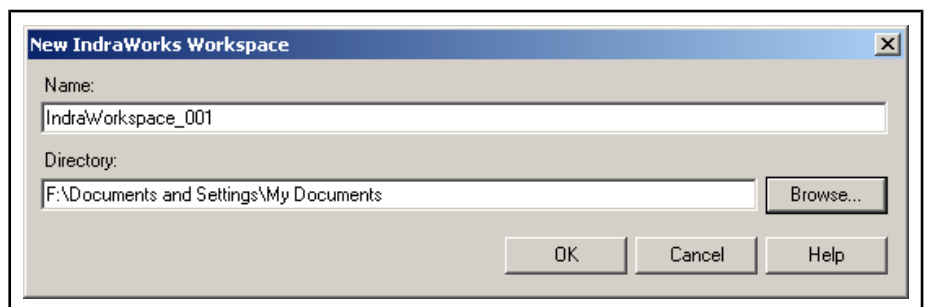 New IndraWorks Workspace
Name:
IndraWorkspace_001
Directory:
F:\Documents and Settings\My Documents
Browse...
OK Cancel Help